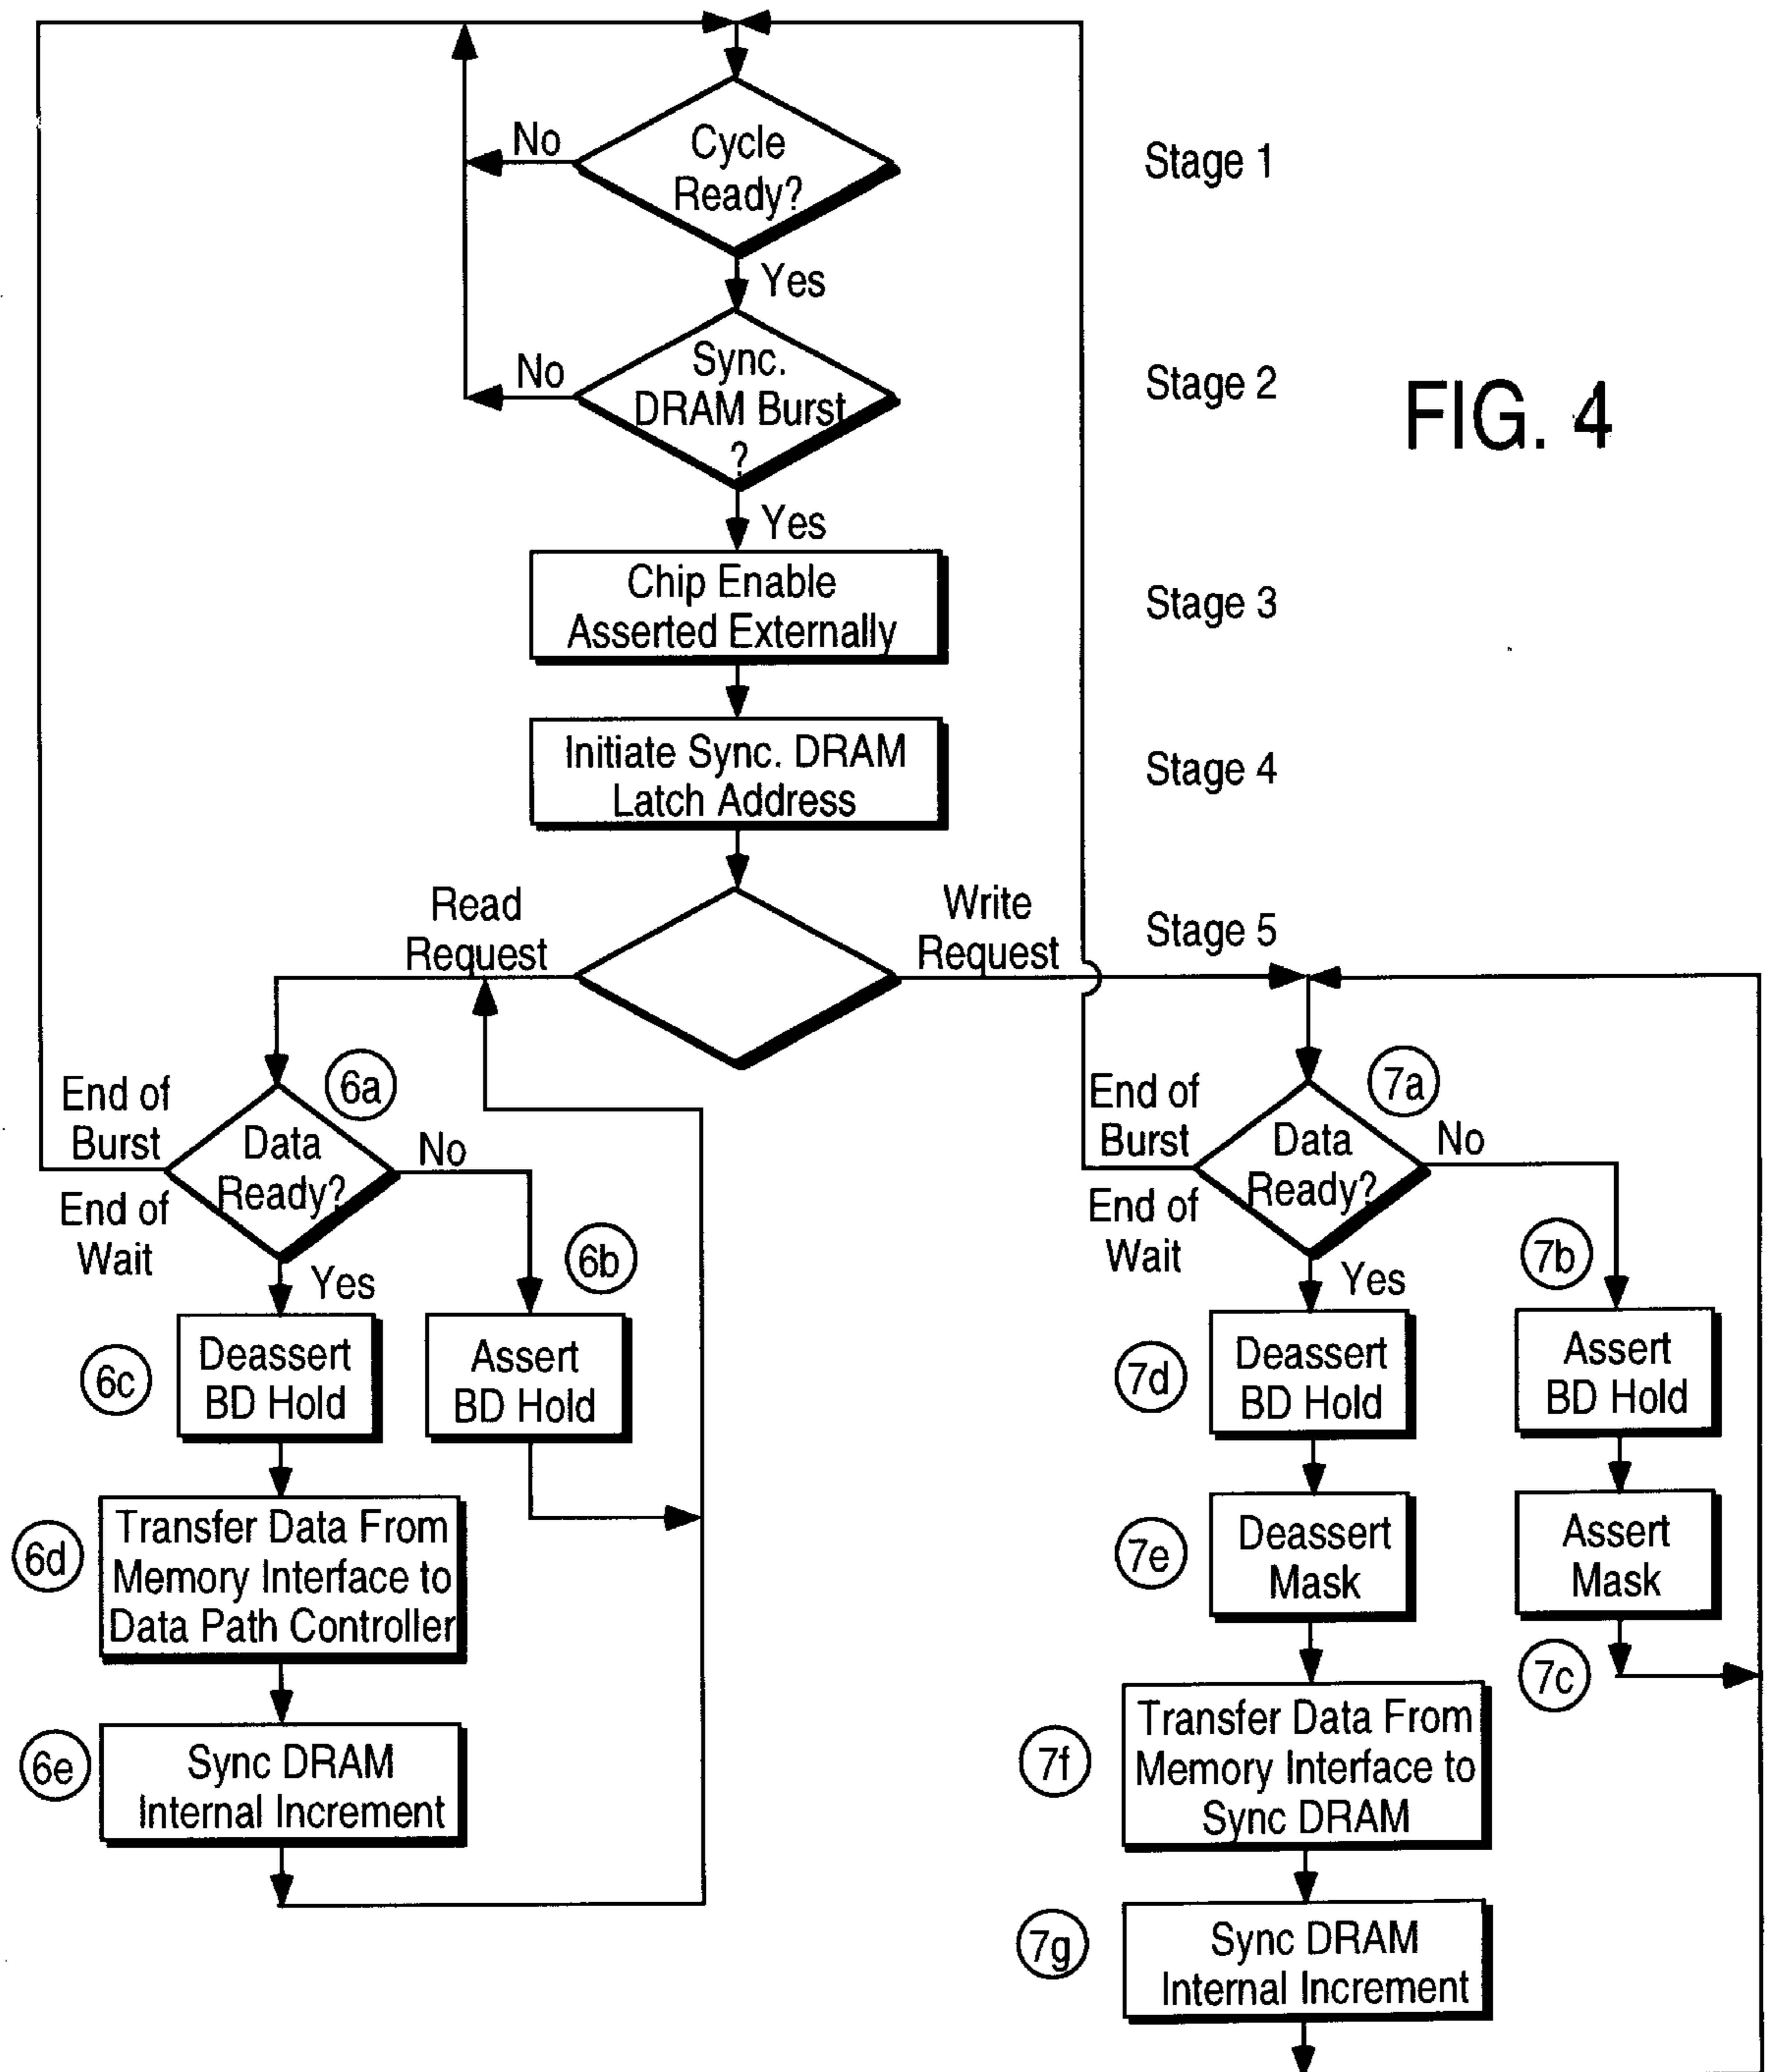 Cycle
Ready?
No
Yes
Stage 1
Sync.
DRAM Burst
?
No
Yes
Stage 2
FIG. 4
Chip Enable
Asserted Externally
Stage 3
Initiate Sync. DRAM
Latch Address
Stage 4
Read
Request
Write
Request
Stage 5
End of
Burst
6a
Data
Ready?
No
End of
Wait
Yes
6b
6c
Deassert
BD Hold
Assert
BD Hold
6d
Transfer Data From
Memory Interface to
Data Path Controller
6e
Sync DRAM
Internal Increment
End of
Burst
7a
Data
Ready?
No
End of
Wait
Yes
7b
7d
Deassert
BD Hold
Assert
BD Hold
7e
Deassert
Mask
Assert
Mask
7c
7f
Transfer Data From
Memory Interface to
Sync DRAM
7g
Sync DRAM
Internal Increment